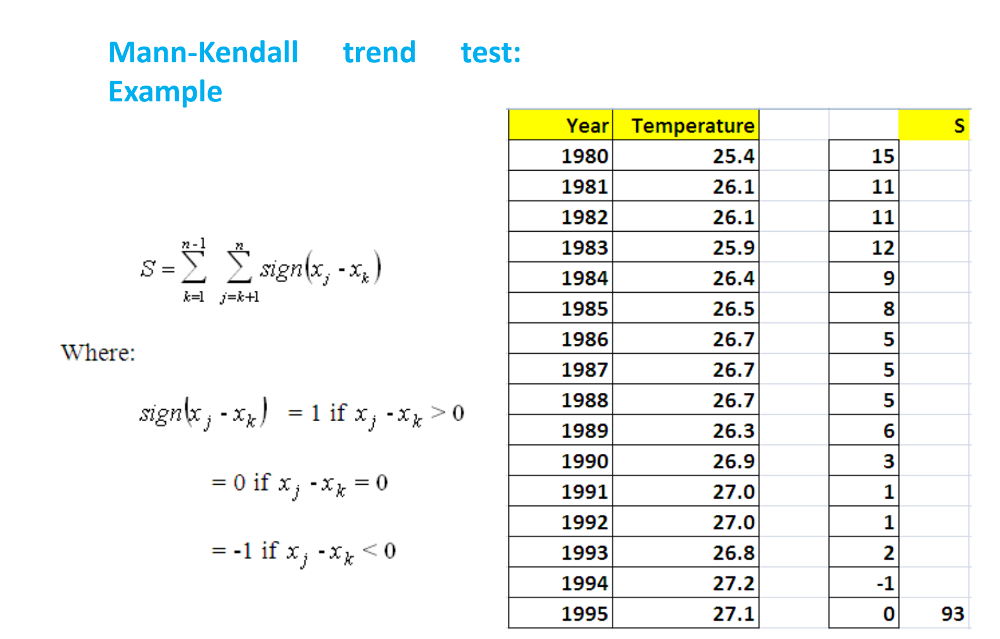 Mann-Kendall trend test:
Example
S = \sum_{k=1}^{n-1} \sum_{j=k+1}^{n} sign(x_j - x_k)
Where:
sign(x_j - x_k) = 1 if x_j - x_k > 0
= 0 if x_j - x_k = 0
= -1 if x_j - x_k < 0
Year Temperature S
1980 25.4 15
1981 26.1 11
1982 26.1 11
1983 25.9 12
1984 26.4 9
1985 26.5 8
1986 26.7 5
1987 26.7 5
1988 26.7 5
1989 26.3 6
1990 26.9 3
1991 27.0 1
1992 27.0 1
1993 26.8 2
1994 27.2 -1
1995 27.1 0 93